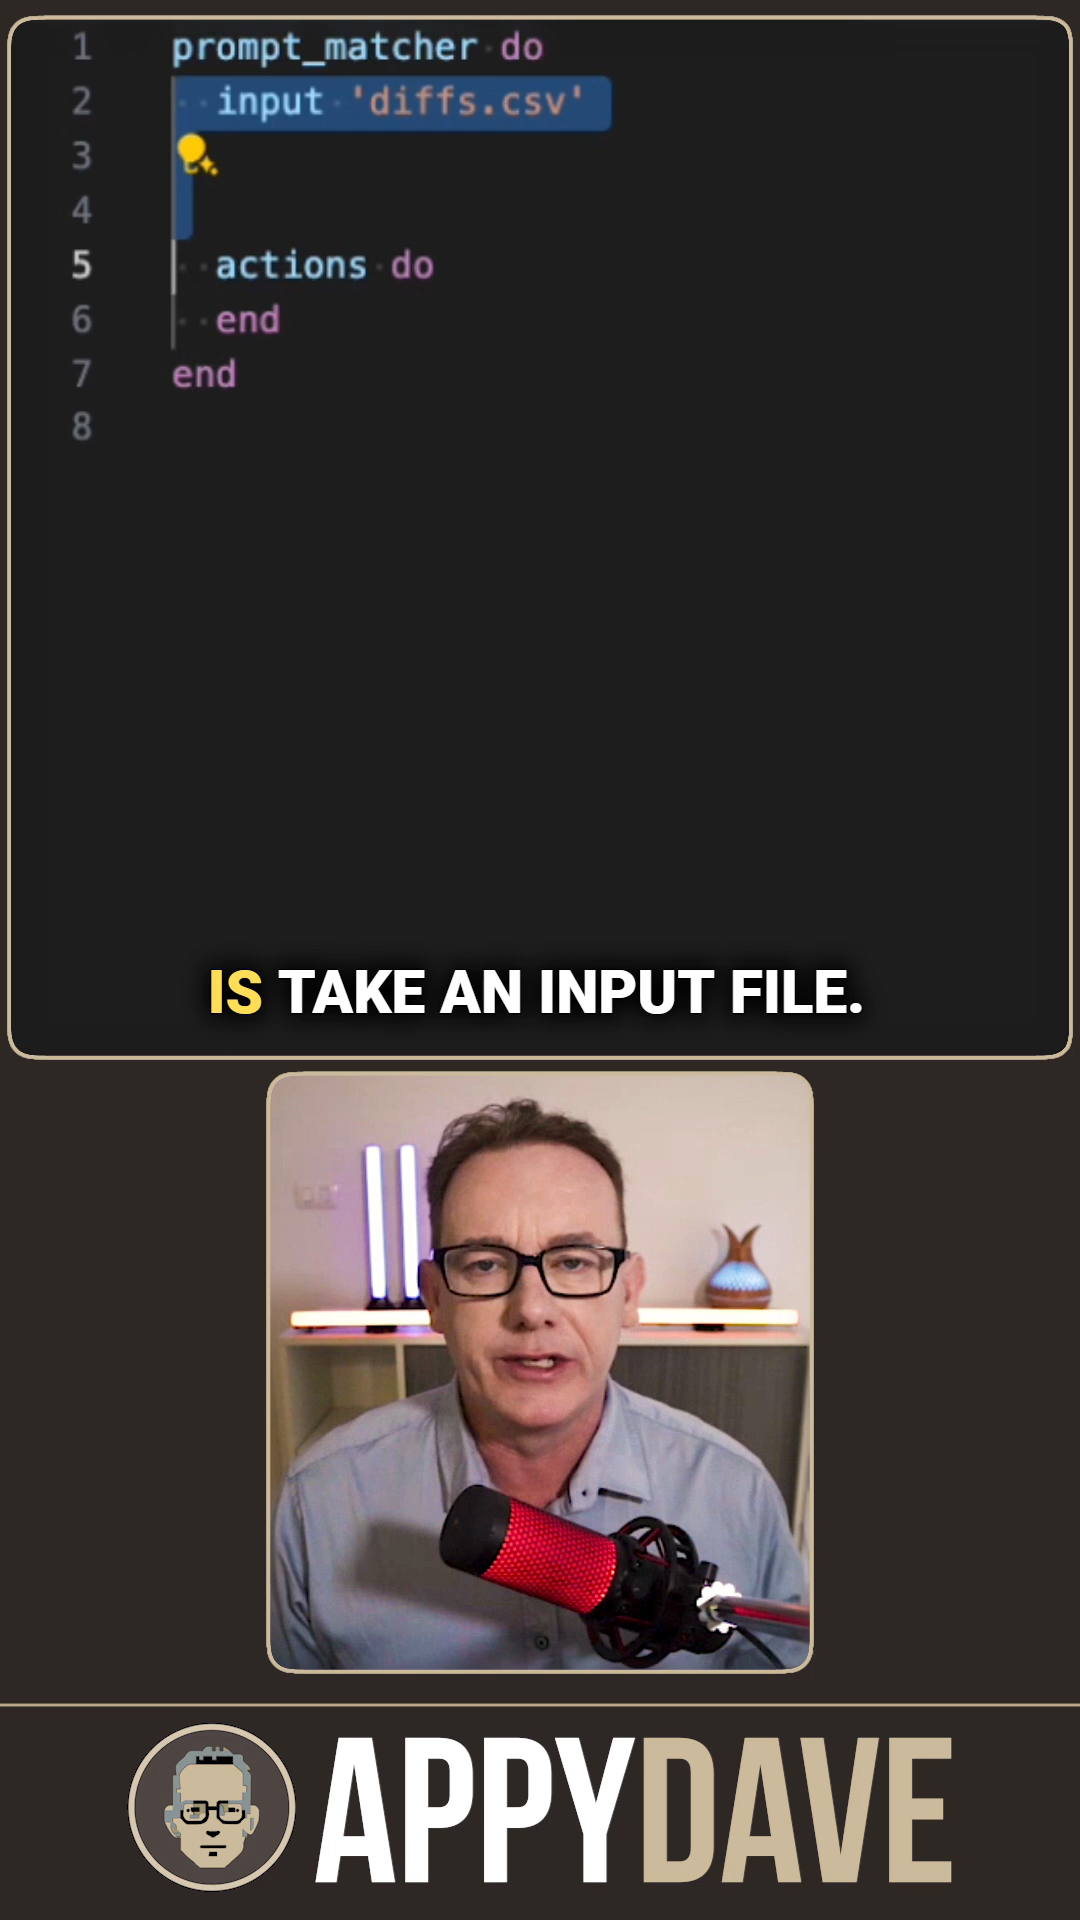 1 prompt_matcher do
2 input 'diffs.csv'
3
4
5 actions do
6 end
7 end
8
IS TAKE AN INPUT FILE.
APPYDAVE